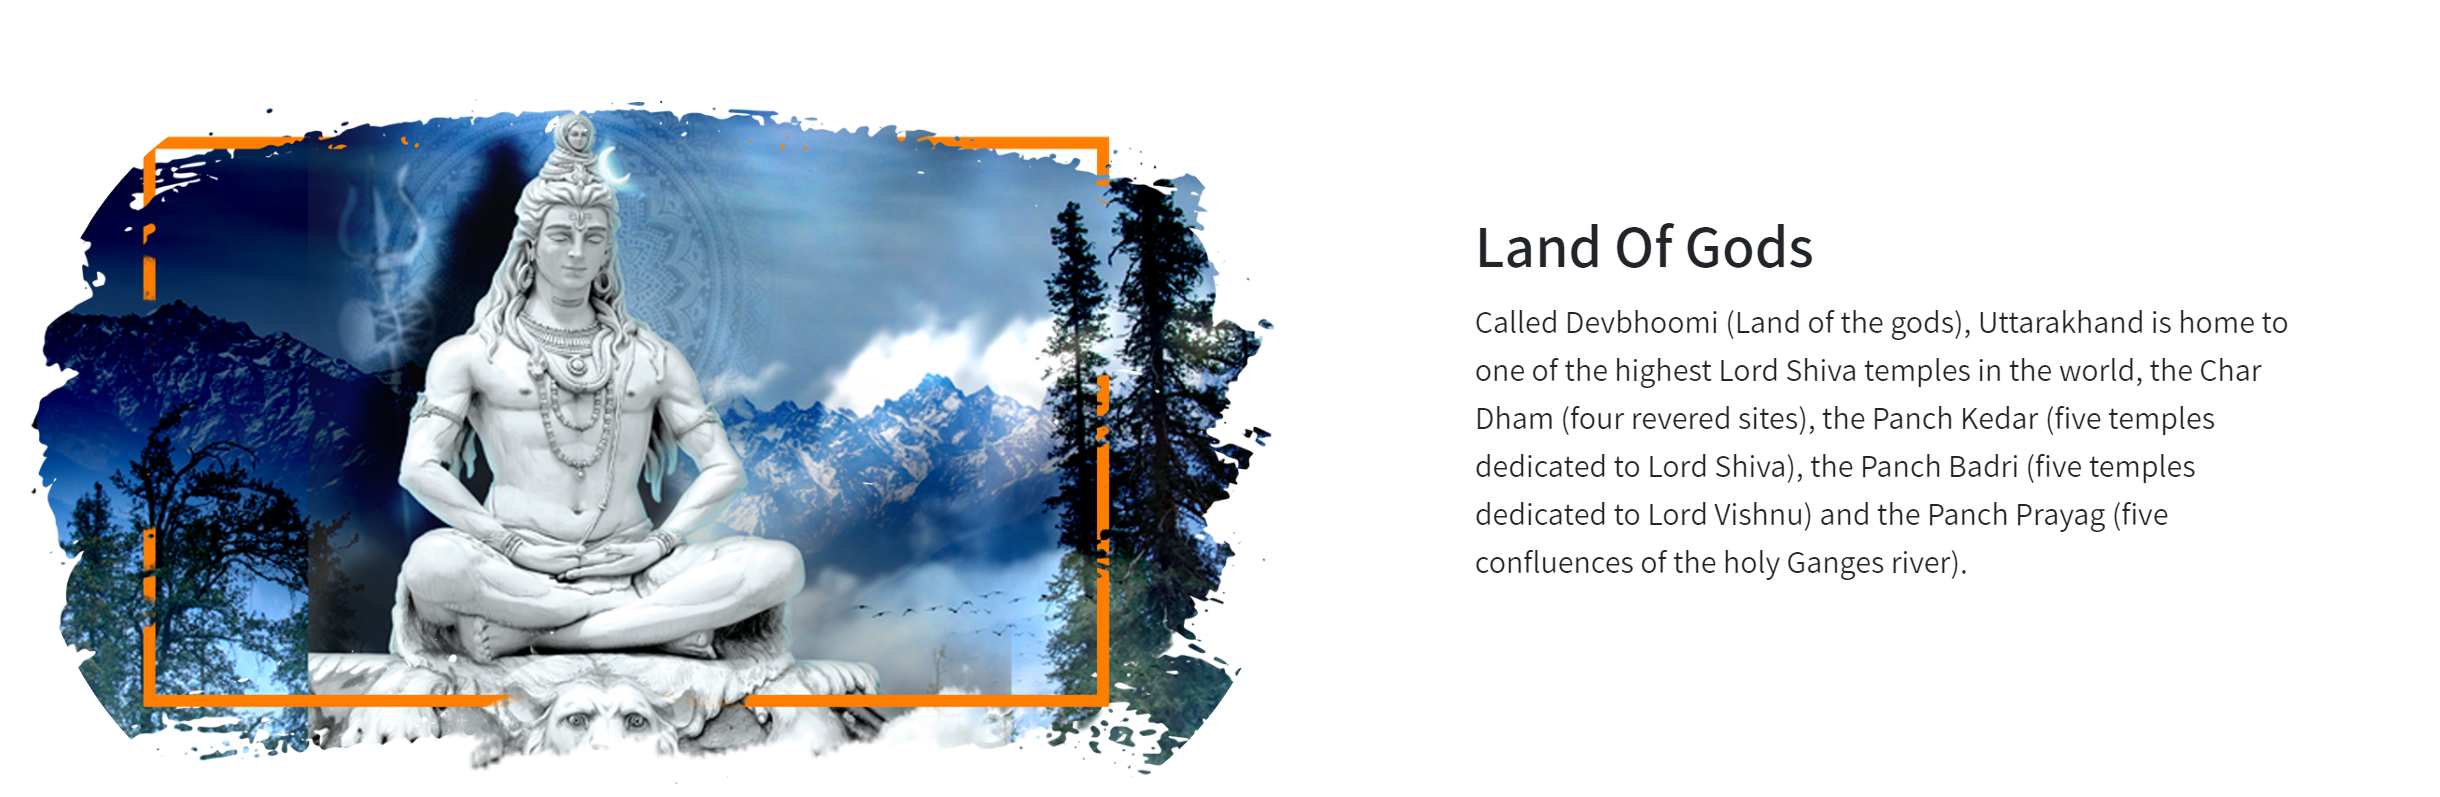 Land Of Gods
Called Devbhoomi (Land of the gods), Uttarakhand is home to
one of the highest Lord Shiva temples in the world, the Char
Dham (four revered sites), the Panch Kedar (five temples
dedicated to Lord Shiva), the Panch Badri (five temples
dedicated to Lord Vishnu) and the Panch Prayag (five
confluences of the holy Ganges river).